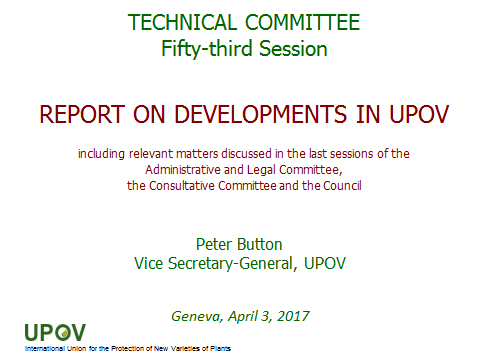 TECHNICAL COMMITTEE
Fifty-third Session
REPORT ON DEVELOPMENTS IN UPOV
including relevant matters discussed in the last sessions of the
Administrative and Legal Committee,
the Consultative Committee and the Council
Peter Button
Vice Secretary-General, UPOV
Geneva, April 3, 2017
UPOV
International Union for the Protection of New Varieties of Plants